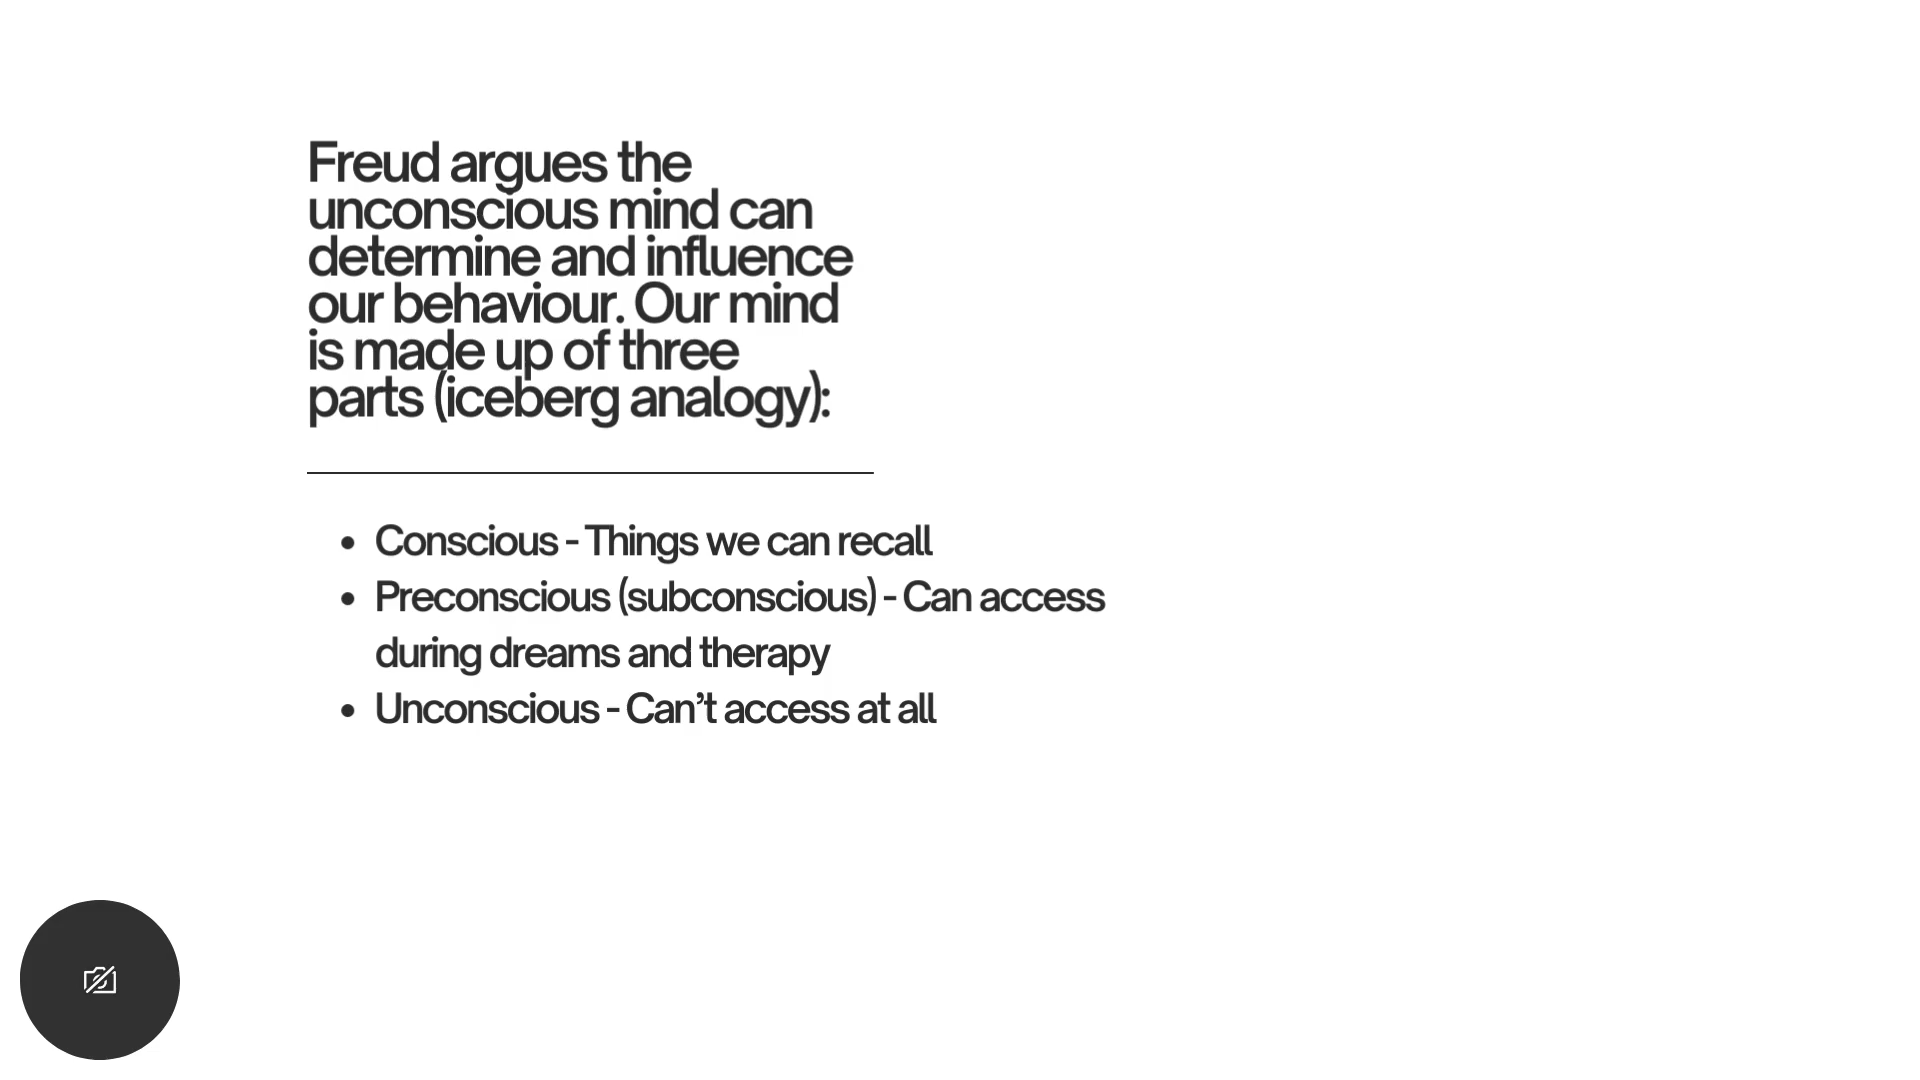 Freud argues the
unconscious mind can
determine and influence
our behaviour. Our mind
is made up of three
parts (iceberg analogy):
• Conscious - Things we can recall
• Preconscious (subconscious) - Can access
during dreams and therapy
• Unconscious - Can’t access at all